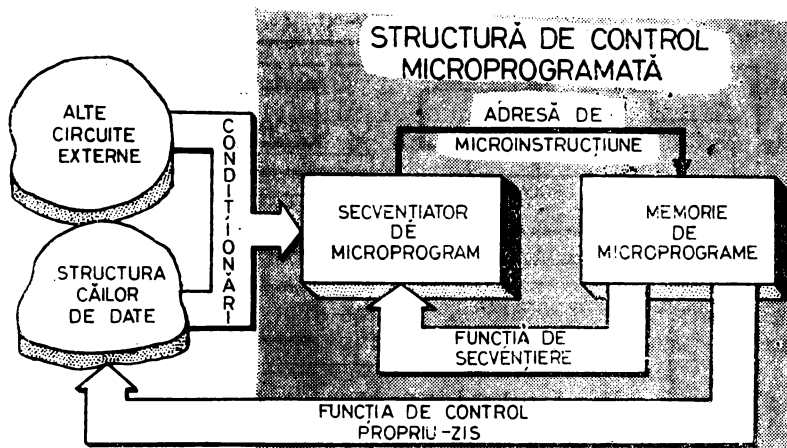 STRUCTURĂ DE CONTROL
MICROPROGRAMATĂ
ALTE
CIRCUITE
EXTERNE
CONDIȚIONĂRI
ADRESĂ DE
MICROINSTRUCȚIUNE
SECVENȚIATOR
DE
MICROPROGRAM
MEMORIE
DE
MICROPROGRAME
STRUCTURA
CĂILOR
DE DATE
FUNCȚIA DE
SECVENȚIERE
FUNCȚIA DE CONTROL
PROPRIU-ZIS